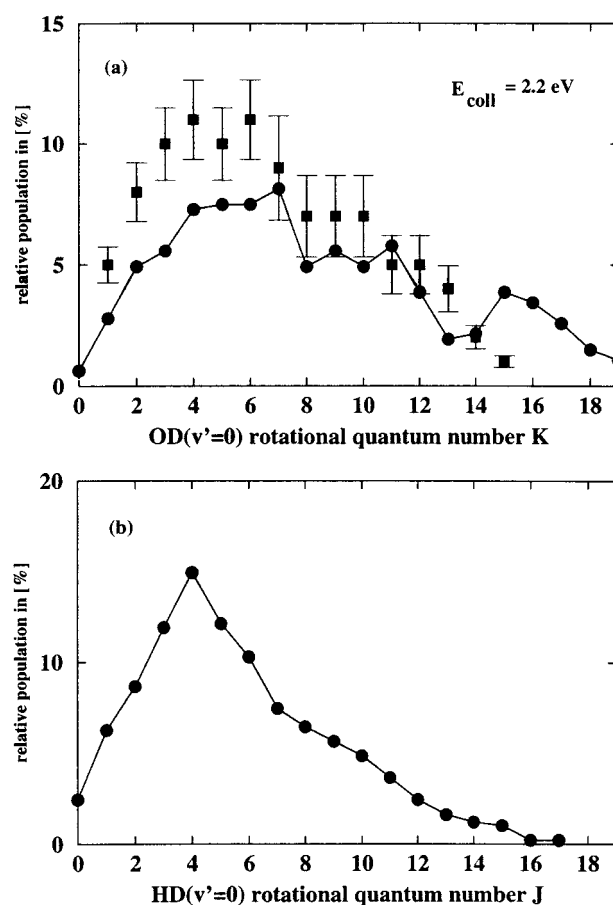 15
(a)
E_coll = 2.2 eV
10
relative population in [%]
5
0
0 2 4 6 8 10 12 14 16 18
OD(v'=0) rotational quantum number K
20
(b)
relative population in [%]
10
0
0 2 4 6 8 10 12 14 16 18
HD(v'=0) rotational quantum number J